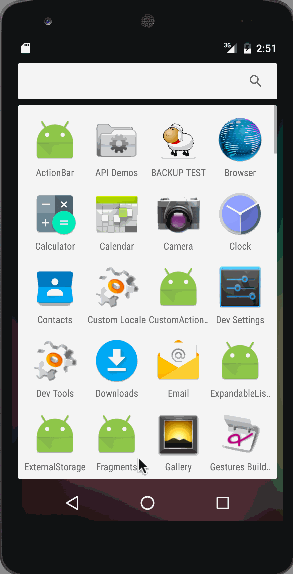 3G 2:51
ActionBar API Demos BACKUP TEST Browser
Calculator Calendar Camera Clock
Contacts Custom Locale CustomAction.. Dev Settings
Dev Tools Downloads Email ExpandableLis..
ExternalStorage Fragments Gallery Gestures Build..